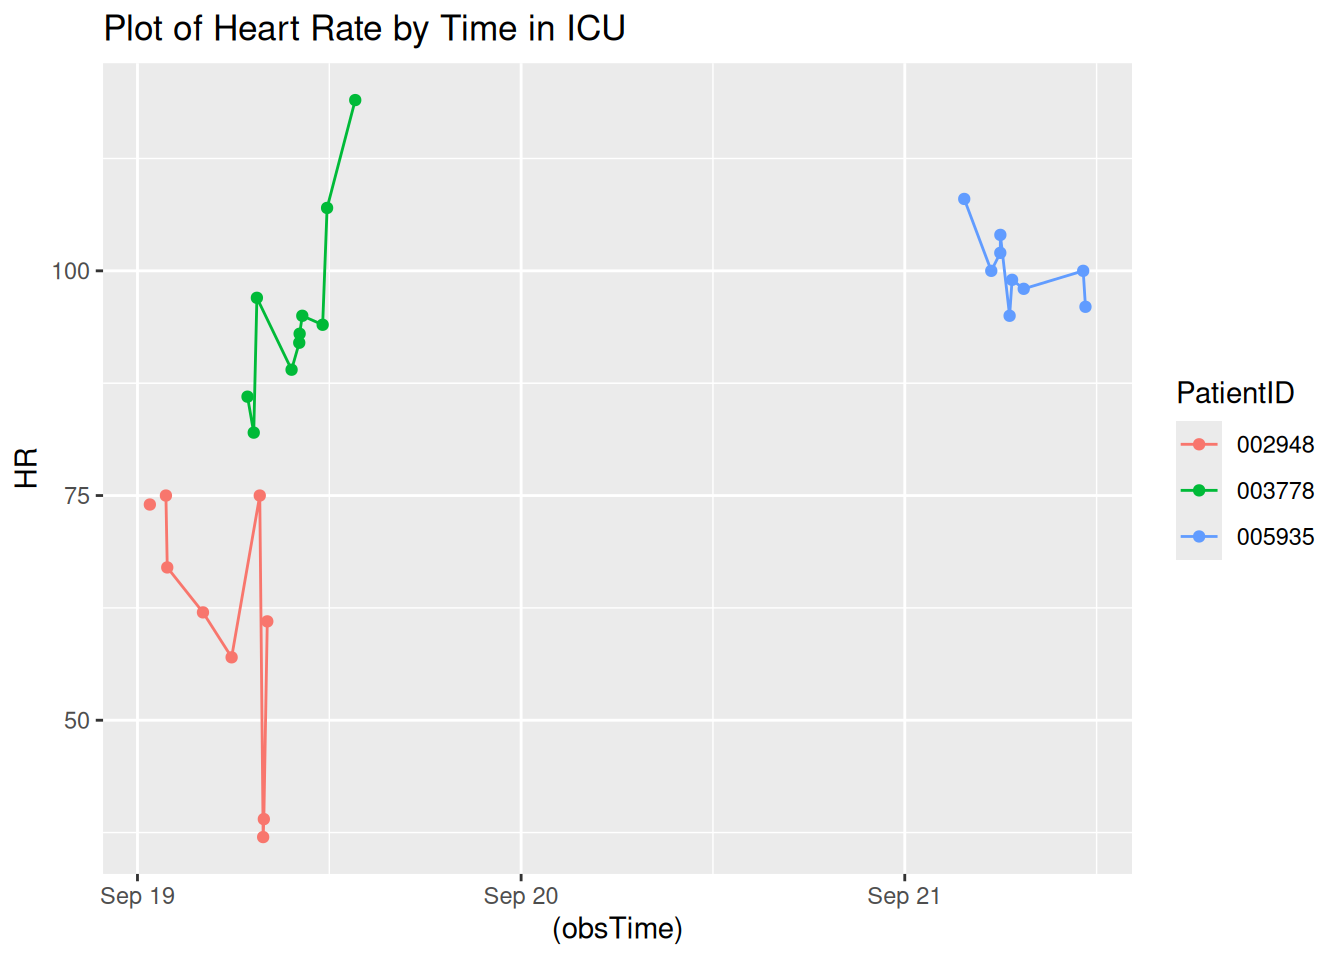 Plot of Heart Rate by Time in ICU
HR
100
75
50
Sep 19
Sep 20
Sep 21
(obsTime)
PatientID
002948
003778
005935